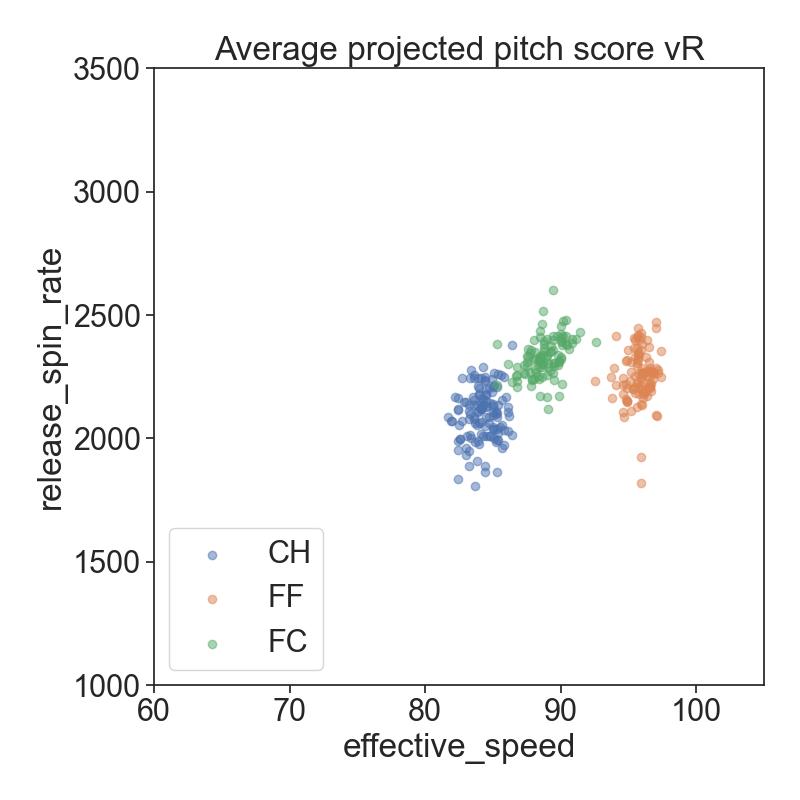 Average projected pitch score vR
3500
3000
2500
2000
1500
1000
release_spin_rate
CH
FF
FC
60
70
80
90
100
effective_speed